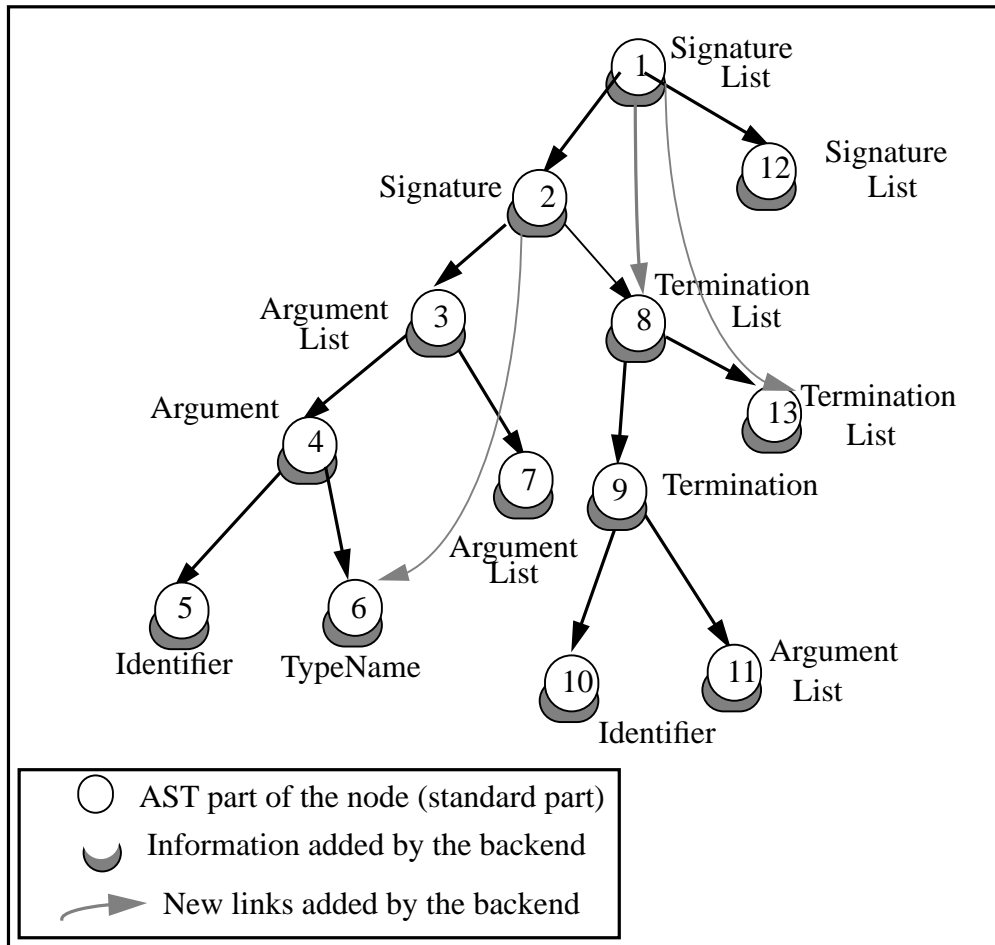 1
Signature
List
12
Signature
List
Signature
2
Argument
List
3
8
Termination
List
Argument
4
7
Argument
List
13
Termination
List
9
Termination
5
Identifier
6
TypeName
10
Identifier
11
Argument
List
AST part of the node (standard part)
Information added by the backend
New links added by the backend